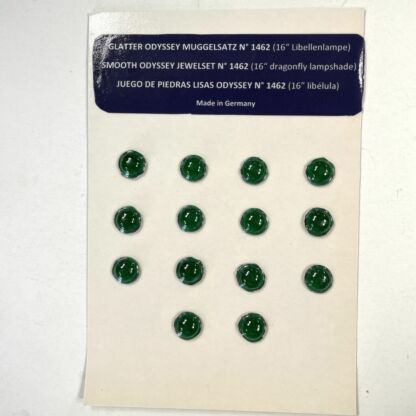 GLATTER ODYSSEY MUGGELSATZ N° 1462 (16" Libellenlampe)
SMOOTH ODYSSEY JEWELSET N° 1462 (16" dragonfly lampshade)
JUEGO DE PIEDRAS LISAS ODYSSEY N° 1462 (16" libélula)
Made in Germany